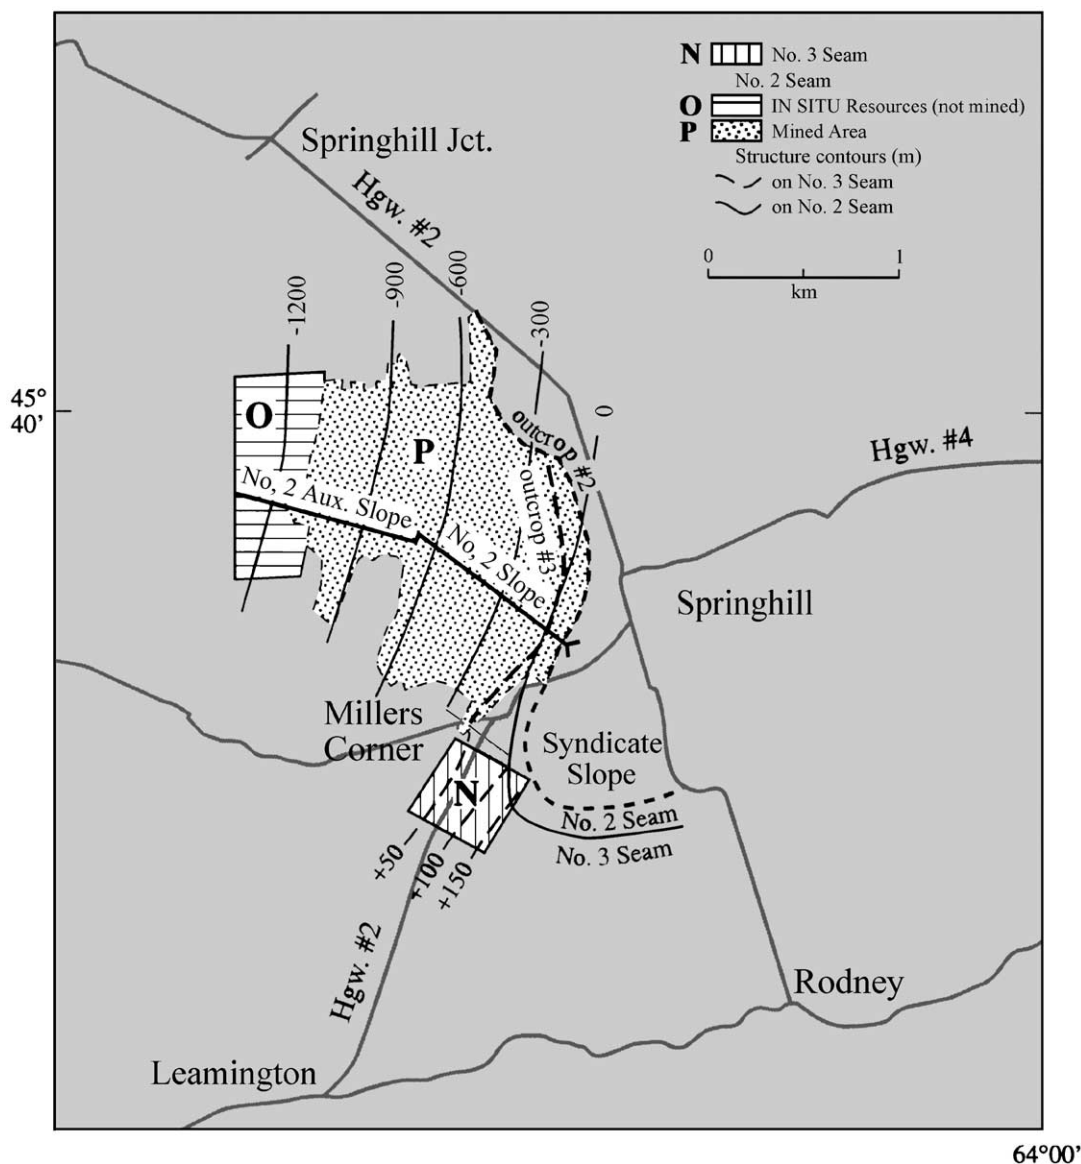 N No. 3 Seam
No. 2 Seam
O IN SITU Resources (not mined)
P Mined Area
Structure contours (m)
on No. 3 Seam
on No. 2 Seam
0 1
km
Springhill Jct.
Hgw. #2
-1200
-900
-600
-300
0
45°
40'
O
P
outcrop #2
outcrop #3
Hgw. #4
No, 2 Aux. Slope
No, 2 Slope
Springhill
Millers
Corner
Syndicate
Slope
N
No. 2 Seam
No. 3 Seam
+50
+100
+150
Hgw. #2
Rodney
Leamington
64°00'